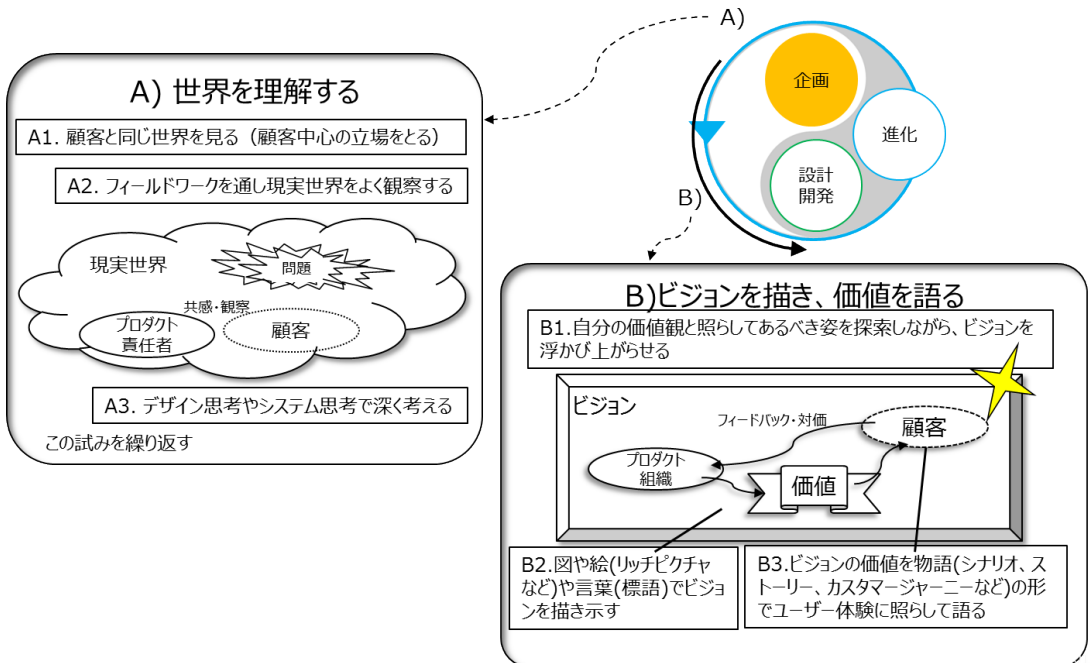 A)
企画
進化
設計
開発
B)
A) 世界を理解する
A1. 顧客と同じ世界を見る（顧客中心の立場をとる）
A2. フィールドワークを通し現実世界をよく観察する
現実世界
問題
共感・観察
プロダクト
責任者
顧客
A3. デザイン思考やシステム思考で深く考える
この試みを繰り返す
B)ビジョンを描き、価値を語る
B1.自分の価値観と照らしてあるべき姿を探索しながら、ビジョンを
浮かび上がらせる
ビジョン
フィードバック・対価
顧客
プロダクト
組織
価値
B2.図や絵(リッチピクチャ
など)や言葉(標語)でビジョ
ンを描き示す
B3.ビジョンの価値を物語(シナリオ、ス
トーリー、カスタマージャーニーなど)の形
でユーザー体験に照らして語る